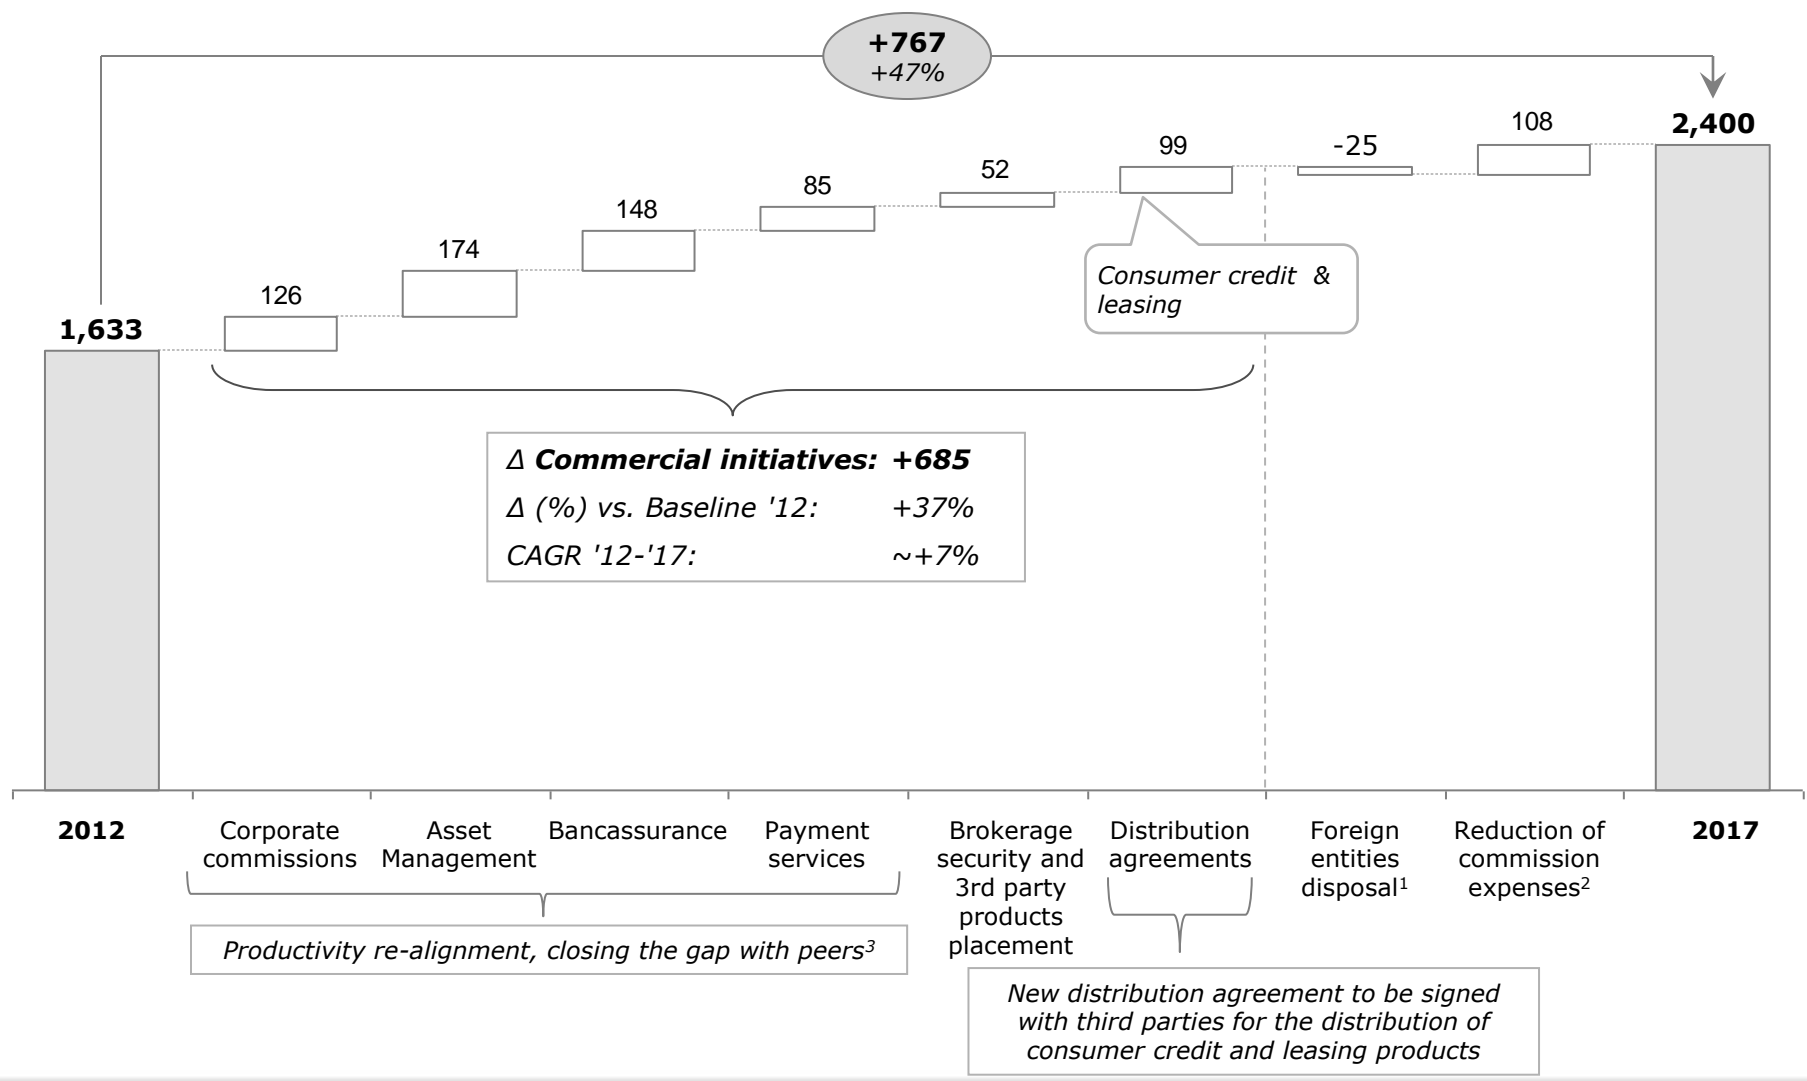 +767
+47%
2,400
108
-25
99
52
85
148
174
126
1,633
Consumer credit &
leasing
Δ Commercial initiatives: +685
Δ (%) vs. Baseline '12: +37%
CAGR '12-'17: ~+7%
2012
Corporate
commissions
Asset
Management
Bancassurance
Payment
services
Brokerage
security and
3rd party
products
placement
Distribution
agreements
Foreign
entities
disposal1
Reduction of
commission
expenses2
2017
Productivity re-alignment, closing the gap with peers3
New distribution agreement to be signed
with third parties for the distribution of
consumer credit and leasing products